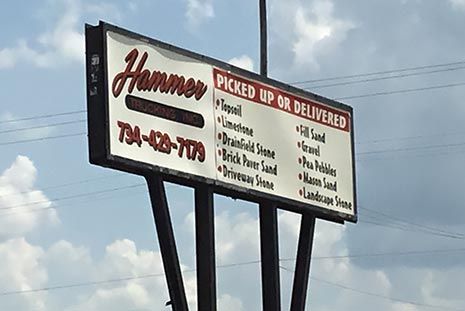 Hammer
TRUCKING INC.
734-429-7179
PICKED UP OR DELIVERED
• Topsoil
• Limestone
• Drainfield Stone
• Brick Paver Sand
• Driveway Stone
• Fill Sand
• Gravel
• Pea Pebbles
• Mason Sand
• Landscape Stone